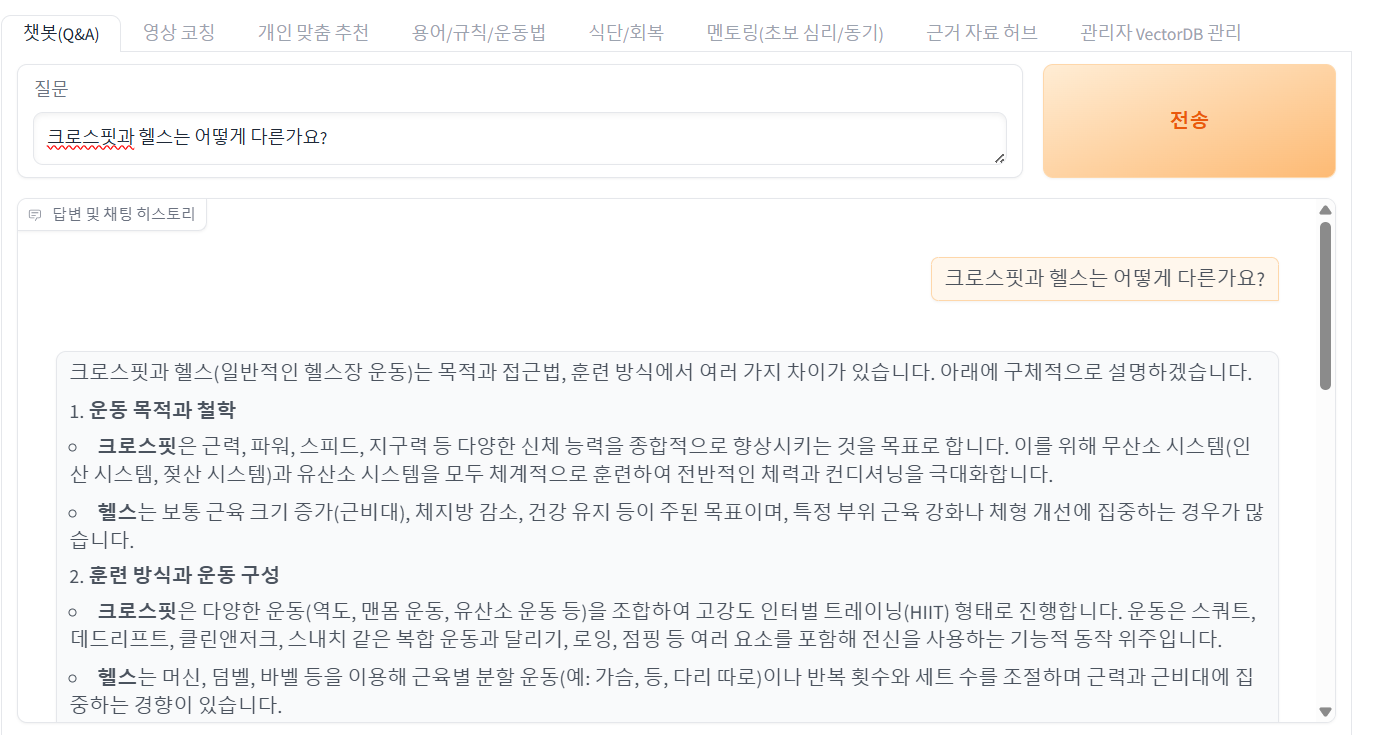 챗봇(Q&A) 영상 코칭 개인 맞춤 추천 용어/규칙/운동법 식단/회복 멘토링(초보 심리/동기) 근거 자료 허브 관리자 VectorDB 관리
질문
크로스핏과 헬스는 어떻게 다른가요?
전송
답변 및 채팅 히스토리
크로스핏과 헬스는 어떻게 다른가요?
크로스핏과 헬스(일반적인 헬스장 운동)는 목적과 접근법, 훈련 방식에서 여러 가지 차이가 있습니다. 아래에 구체적으로 설명하겠습니다.
1. 운동 목적과 철학
크로스핏은 근력, 파워, 스피드, 지구력 등 다양한 신체 능력을 종합적으로 향상시키는 것을 목표로 합니다. 이를 위해 무산소 시스템(인
산 시스템, 젖산 시스템)과 유산소 시스템을 모두 체계적으로 훈련하여 전반적인 체력과 컨디셔닝을 극대화합니다.
헬스는 보통 근육 크기 증가(근비대), 체지방 감소, 건강 유지 등이 주된 목표이며, 특정 부위 근육 강화나 체형 개선에 집중하는 경우가 많
습니다.
2. 훈련 방식과 운동 구성
크로스핏은 다양한 운동(역도, 맨몸 운동, 유산소 운동 등)을 조합하여 고강도 인터벌 트레이닝(HIIT) 형태로 진행합니다. 운동은 스쿼트,
데드리프트, 클린앤저크, 스내치 같은 복합 운동과 달리기, 로잉, 점핑 등 여러 요소를 포함해 전신을 사용하는 기능적 동작 위주입니다.
헬스는 머신, 덤벨, 바벨 등을 이용해 근육별 분할 운동(예: 가슴, 등, 다리 따로)이나 반복 횟수와 세트 수를 조절하며 근력과 근비대에 집
중하는 경향이 있습니다.